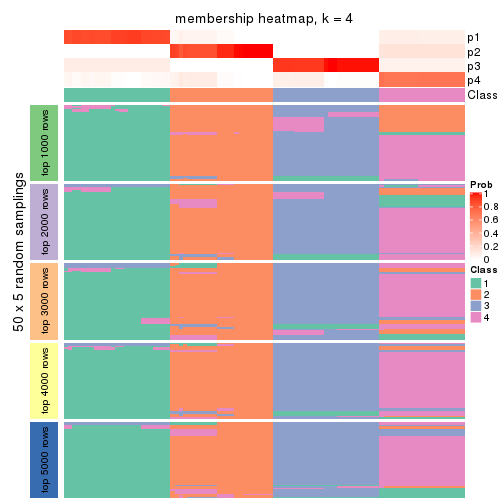 membership heatmap, k = 4
p1
p2
p3
p4
Class
50 x 5 random samplings
top 1000 rows
top 2000 rows
top 3000 rows
top 4000 rows
top 5000 rows
Prob
1
0.8
0.6
0.4
0.2
0
Class
1
2
3
4